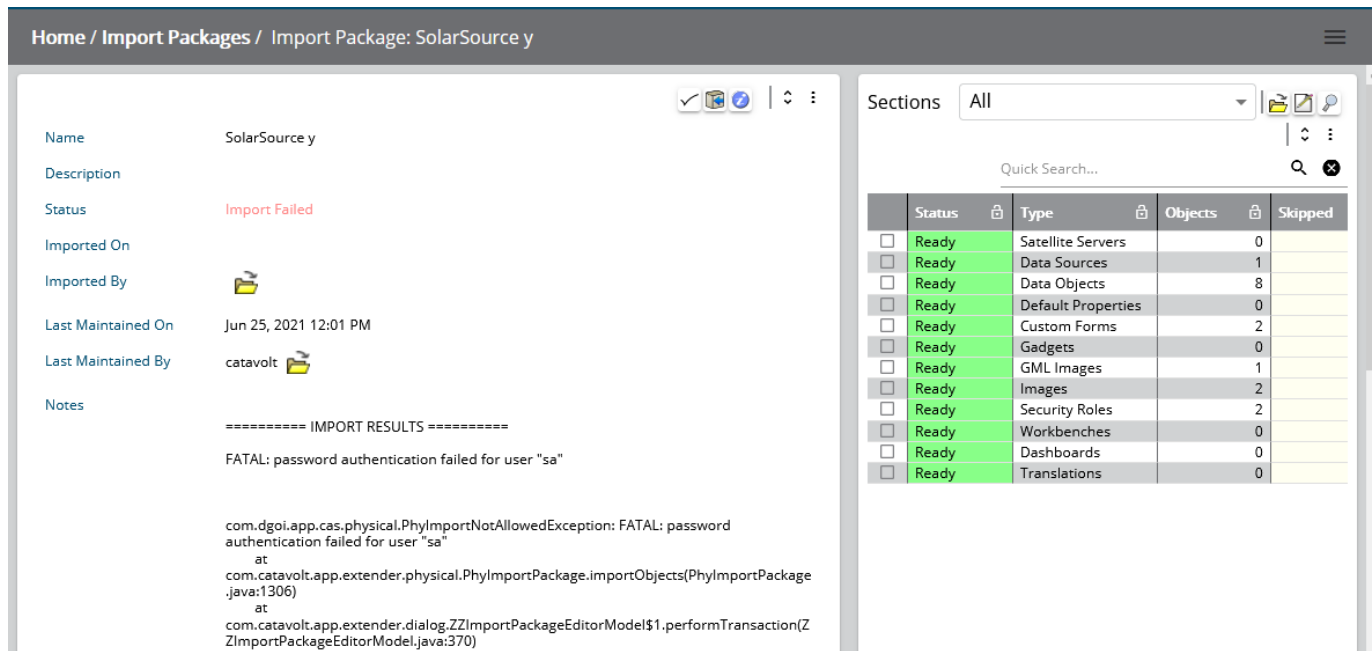 Home / Import Packages / Import Package: SolarSource y
Name SolarSource y
Description
Status Import Failed
Imported On
Imported By
Last Maintained On Jun 25, 2021 12:01 PM
Last Maintained By catavolt
Notes
========== IMPORT RESULTS ==========
FATAL: password authentication failed for user "sa"
com.dgoi.app.cas.physical.PhyImportNotAllowedException: FATAL: password
authentication failed for user "sa"
at
com.catavolt.app.extender.physical.PhyImportPackage.importObjects(PhyImportPackage
.java:1306)
at
com.catavolt.app.extender.dialog.ZZImportPackageEditorModel$1.performTransaction(Z
ZImportPackageEditorModel.java:370)
Sections All
Quick Search...
Status Type Objects Skipped
Ready Satellite Servers 0
Ready Data Sources 1
Ready Data Objects 8
Ready Default Properties 0
Ready Custom Forms 2
Ready Gadgets 0
Ready GML Images 1
Ready Images 2
Ready Security Roles 2
Ready Workbenches 0
Ready Dashboards 0
Ready Translations 0